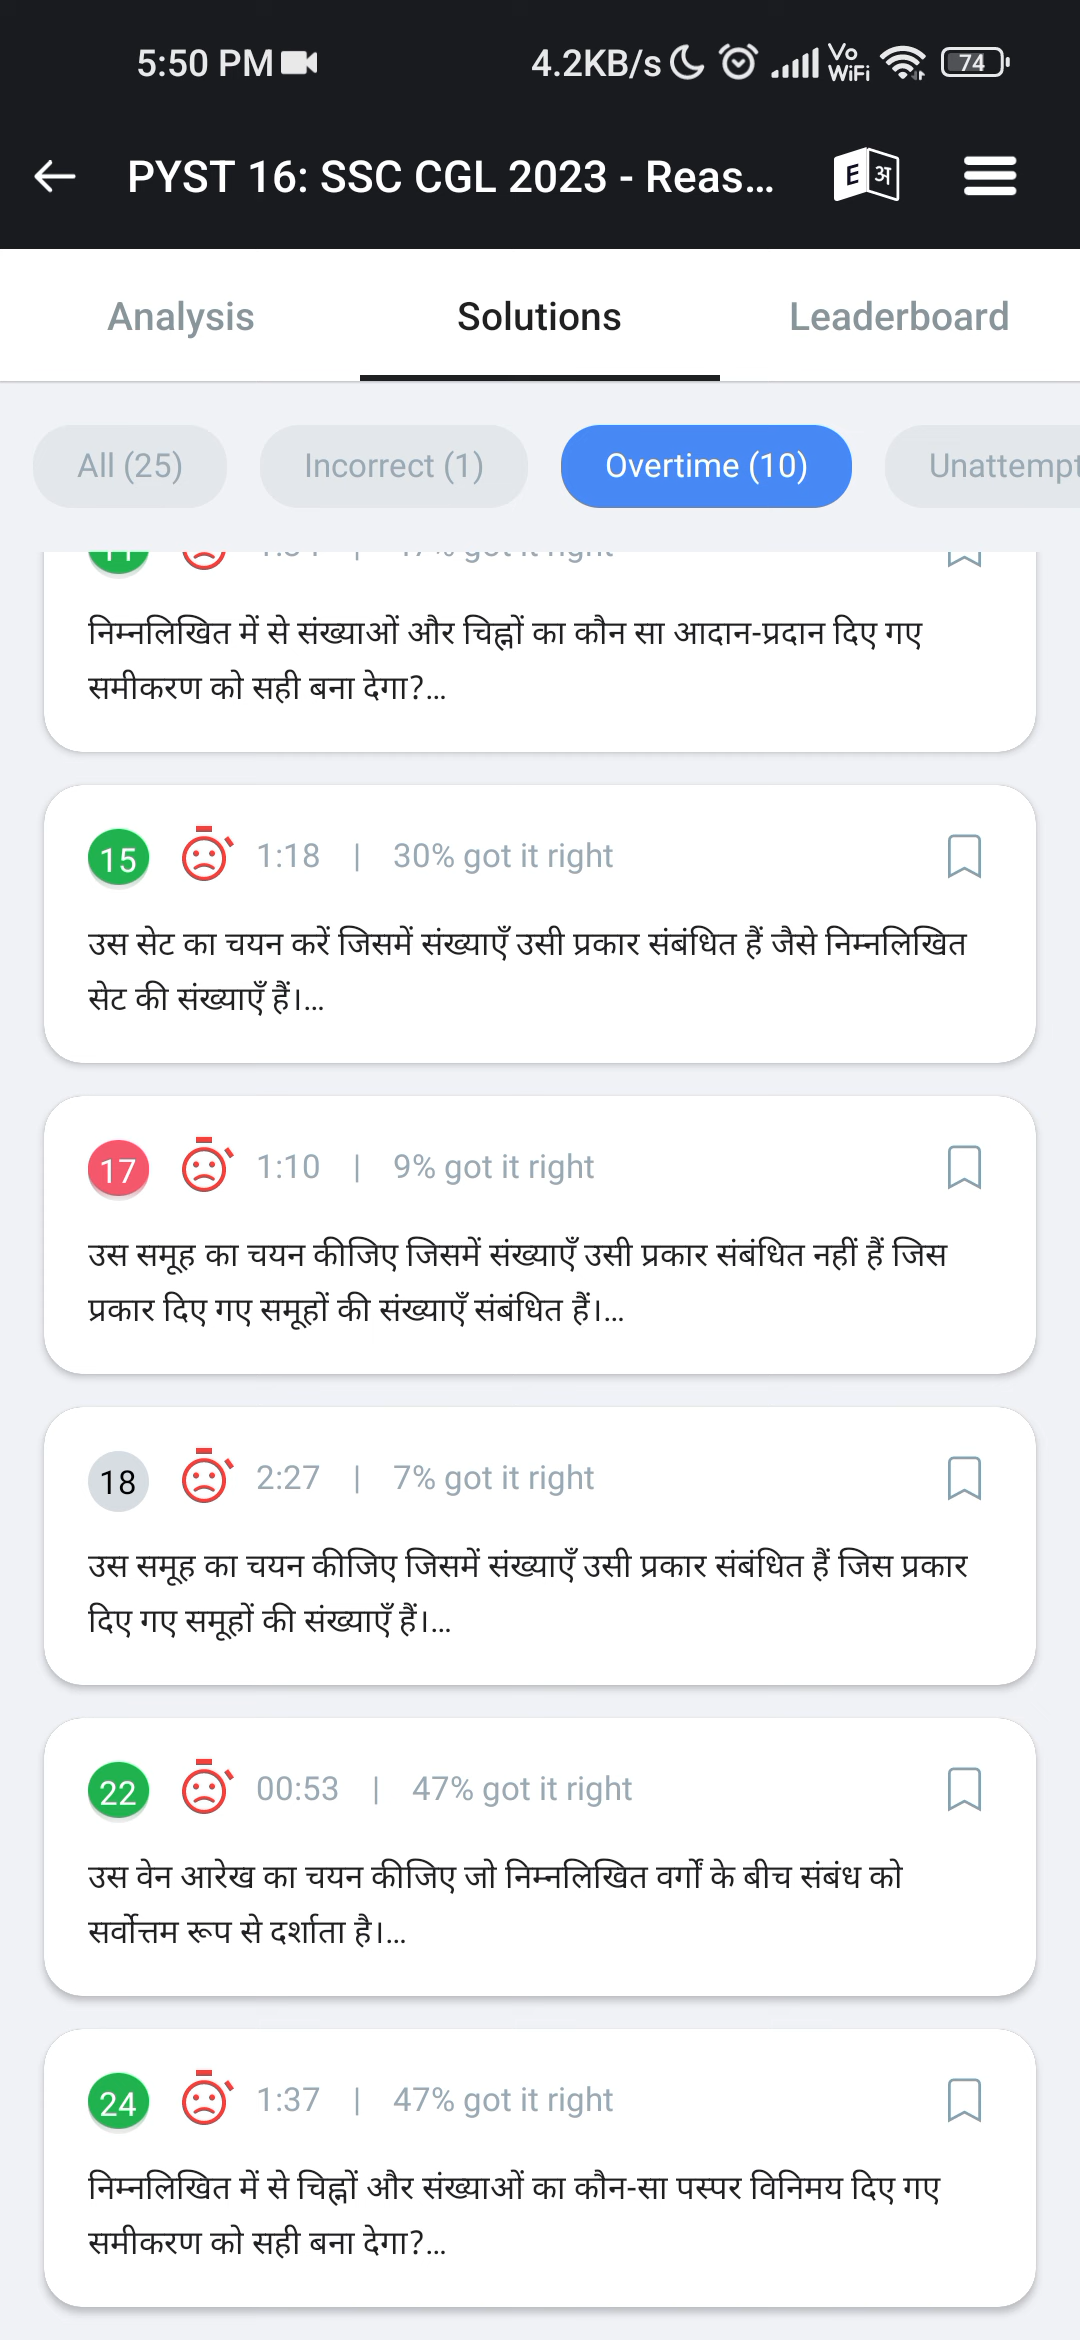 5:50 PM 4.2KB/s Vo WiFi 74
PYST 16: SSC CGL 2023 - Reas...
E अ
Analysis Solutions Leaderboard
All (25) Incorrect (1) Overtime (10) Unattempt
got it right
निम्नलिखित में से संख्याओं और चिह्नों का कौन सा आदान-प्रदान दिए गए
समीकरण को सही बना देगा?...
15 1:18 | 30% got it right
उस सेट का चयन करें जिसमें संख्याएँ उसी प्रकार संबंधित हैं जैसे निम्नलिखित
सेट की संख्याएँ हैं।...
17 1:10 | 9% got it right
उस समूह का चयन कीजिए जिसमें संख्याएँ उसी प्रकार संबंधित नहीं हैं जिस
प्रकार दिए गए समूहों की संख्याएँ संबंधित हैं।...
18 2:27 | 7% got it right
उस समूह का चयन कीजिए जिसमें संख्याएँ उसी प्रकार संबंधित हैं जिस प्रकार
दिए गए समूहों की संख्याएँ हैं।...
22 00:53 | 47% got it right
उस वेन आरेख का चयन कीजिए जो निम्नलिखित वर्गों के बीच संबंध को
सर्वोत्तम रूप से दर्शाता है।...
24 1:37 | 47% got it right
निम्नलिखित में से चिह्नों और संख्याओं का कौन-सा पस्पर विनिमय दिए गए
समीकरण को सही बना देगा?...